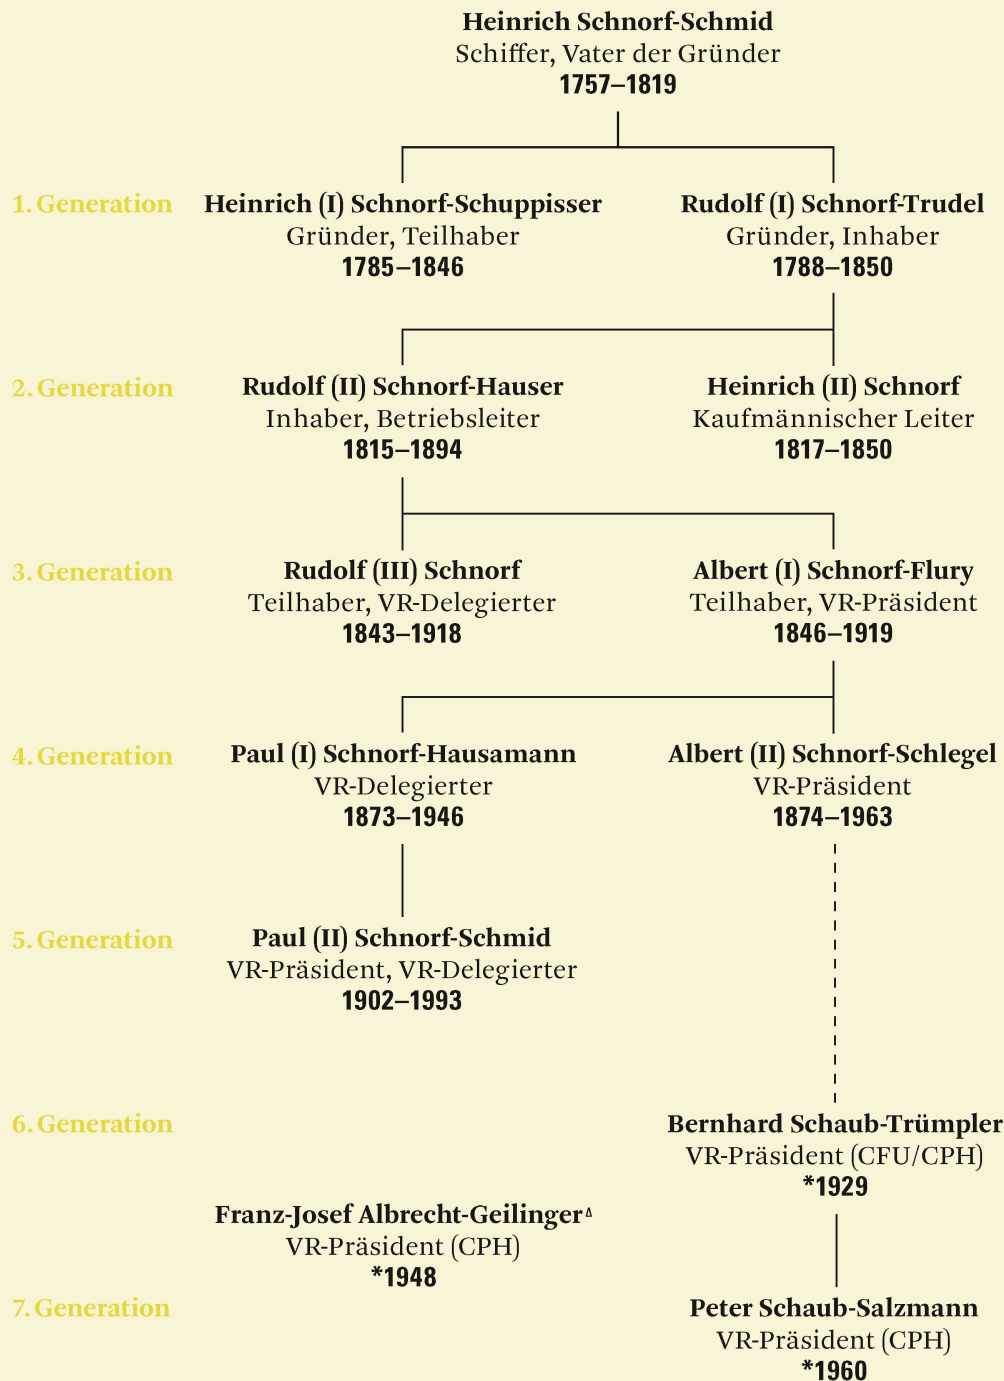 Heinrich Schnorf-Schmid
Schiffer, Vater der Gründer
1757–1819
1. Generation
Heinrich (I) Schnorf-Schuppisser
Gründer, Teilhaber
1785–1846
Rudolf (I) Schnorf-Trudel
Gründer, Inhaber
1788–1850
2. Generation
Rudolf (II) Schnorf-Hauser
Inhaber, Betriebsleiter
1815–1894
Heinrich (II) Schnorf
Kaufmännischer Leiter
1817–1850
3. Generation
Rudolf (III) Schnorf
Teilhaber, VR-Delegierter
1843–1918
Albert (I) Schnorf-Flury
Teilhaber, VR-Präsident
1846–1919
4. Generation
Paul (I) Schnorf-Hausamann
VR-Delegierter
1873–1946
Albert (II) Schnorf-Schlegel
VR-Präsident
1874–1963
5. Generation
Paul (II) Schnorf-Schmid
VR-Präsident, VR-Delegierter
1902–1993
6. Generation
Bernhard Schaub-Trümpler
VR-Präsident (CFU/CPH)
*1929
Franz-Josef Albrecht-Geilinger∆
VR-Präsident (CPH)
*1948
7. Generation
Peter Schaub-Salzmann
VR-Präsident (CPH)
*1960